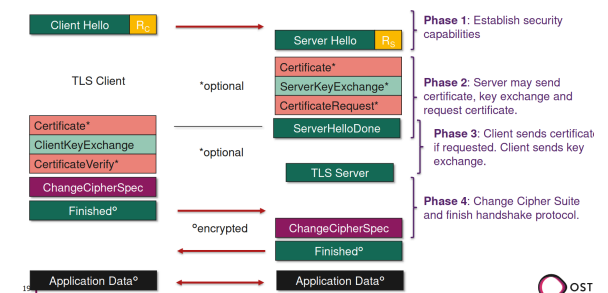 Client Hello RC
Server Hello RS
Phase 1: Establish security
capabilities
TLS Client
*optional
Certificate*
ServerKeyExchange*
CertificateRequest*
ServerHelloDone
Phase 2: Server may send
certificate, key exchange and
request certificate.
Certificate*
ClientKeyExchange
CertificateVerify*
ChangeCipherSpec
Finished°
*optional
TLS Server
Phase 3: Client sends certificate
if requested. Client sends key
exchange.
°encrypted
ChangeCipherSpec
Finished°
Phase 4: Change Cipher Suite
and finish handshake protocol.
Application Data°
Application Data°
OST